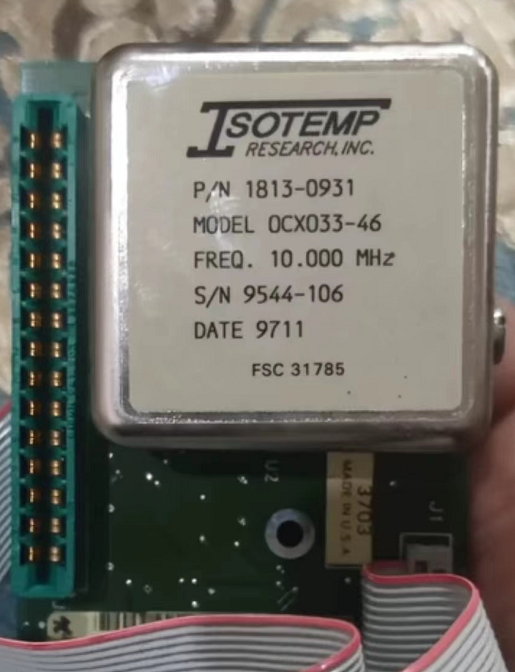 ISOTEMP
RESEARCH, INC.
P/N 1813-0931
MODEL OCXO33-46
FREQ. 10.000 MHz
S/N 9544-106
DATE 9711
FSC 31785
U2
3703
MADE IN U.S.A
J1